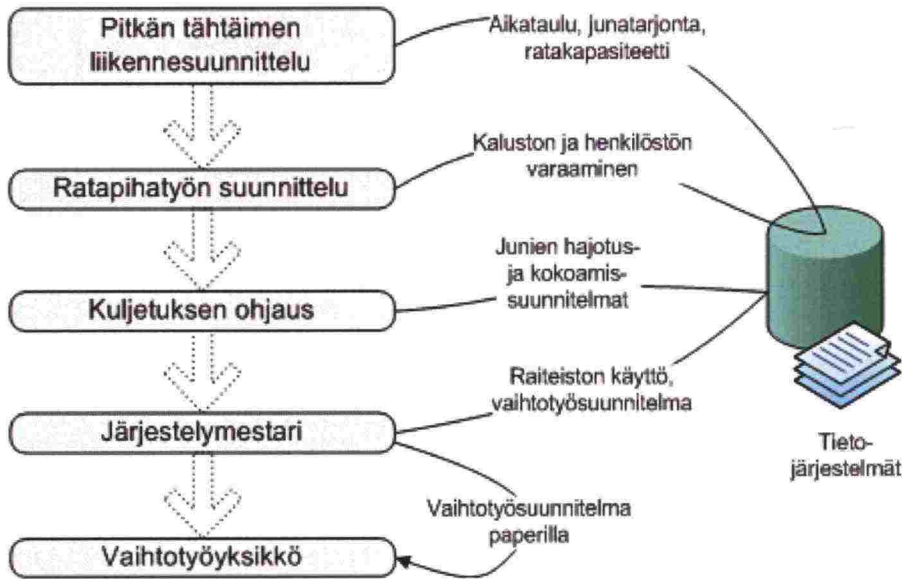 Pitkän tähtäimen
liikennesuunnittelu
Aikataulu, junatarjonta,
ratakapasiteetti
Kaluston ja henkilöstön
varaaminen
Ratapihatyön suunnittelu
Junien hajotus-
ja kokoamis-
suunnitelmat
Kuljetuksen ohjaus
Raiteiston käyttö,
vaihtotyösuunnitelma
Järjestelymestari
Tieto-
järjestelmät
Vaihtotyösuunnitelma
paperilla
Vaihtotyöyksikkö